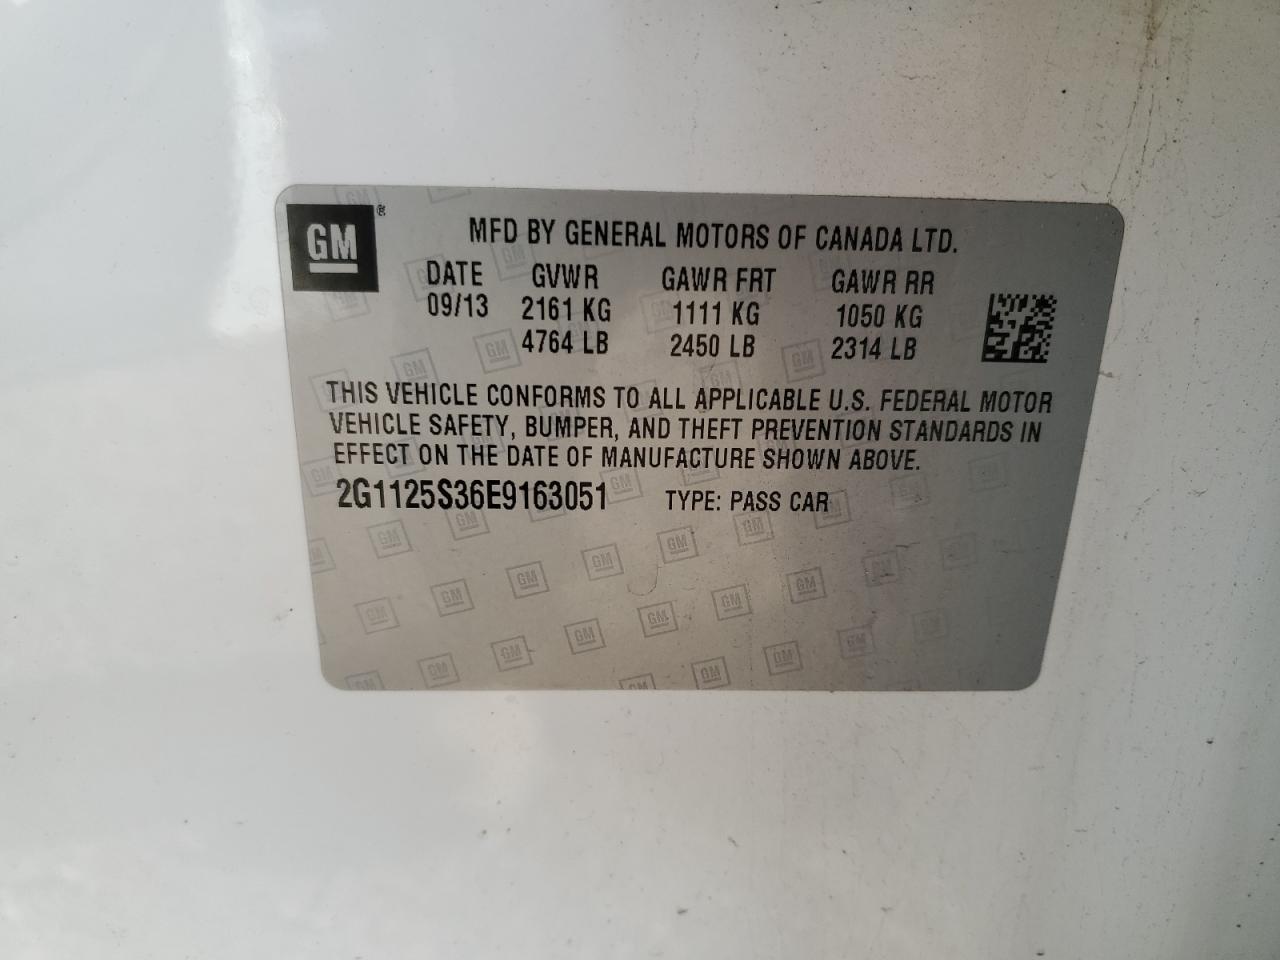 GM ®
MFD BY GENERAL MOTORS OF CANADA LTD.
DATE GVWR GAWR FRT GAWR RR
09/13 2161 KG 1111 KG 1050 KG
4764 LB 2450 LB 2314 LB
THIS VEHICLE CONFORMS TO ALL APPLICABLE U.S. FEDERAL MOTOR
VEHICLE SAFETY, BUMPER, AND THEFT PREVENTION STANDARDS IN
EFFECT ON THE DATE OF MANUFACTURE SHOWN ABOVE.
2G1125S36E9163051 TYPE: PASS CAR